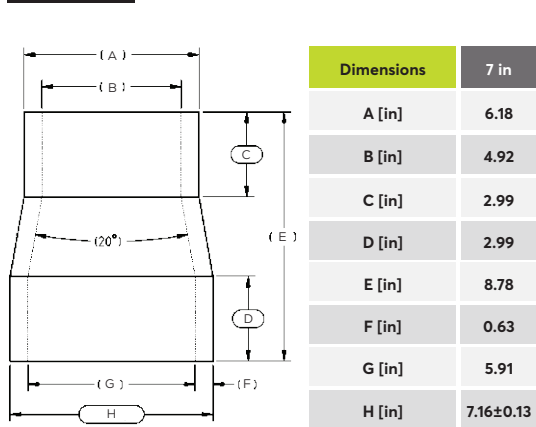 (A)
(B)
C
(E)
(20°)
D
(G)
(F)
H
Dimensions 7 in
A [in] 6.18
B [in] 4.92
C [in] 2.99
D [in] 2.99
E [in] 8.78
F [in] 0.63
G [in] 5.91
H [in] 7.16±0.13